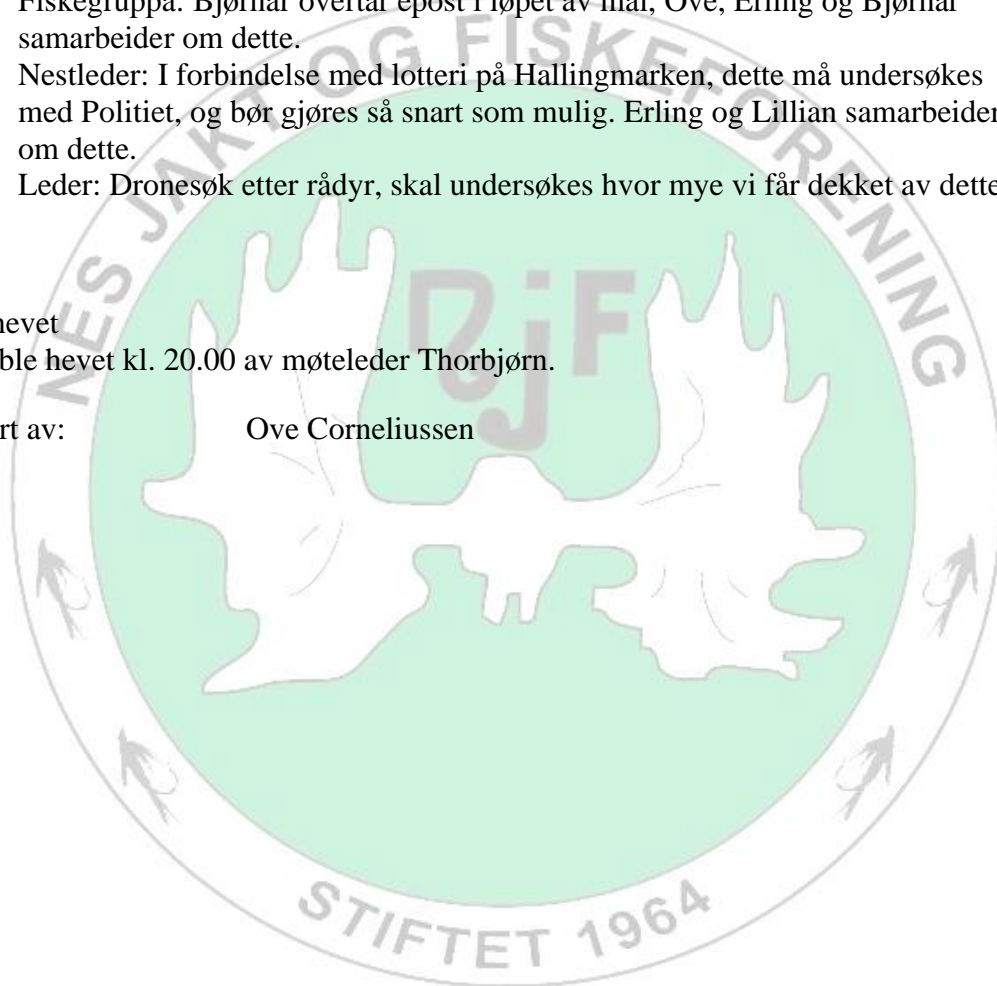 Fiskegruppa: Bjørnar overtar epost i løpet av mai, Ove, Erling og Bjørnar
samarbeider om dette.
Nestleder: I forbindelse med lotteri på Hallingmarken, dette må undersøkes
med Politiet, og bør gjøres så snart som mulig. Erling og Lillian samarbeider
om dette.
Leder: Dronesøk etter rådyr, skal undersøkes hvor mye vi får dekket av dette
hevet
ble hevet kl. 20.00 av møteleder Thorbjørn.
rt av: Ove Corneliussen
NES JAKT OG FISKEFORENING
NjF
STIFTET 1964